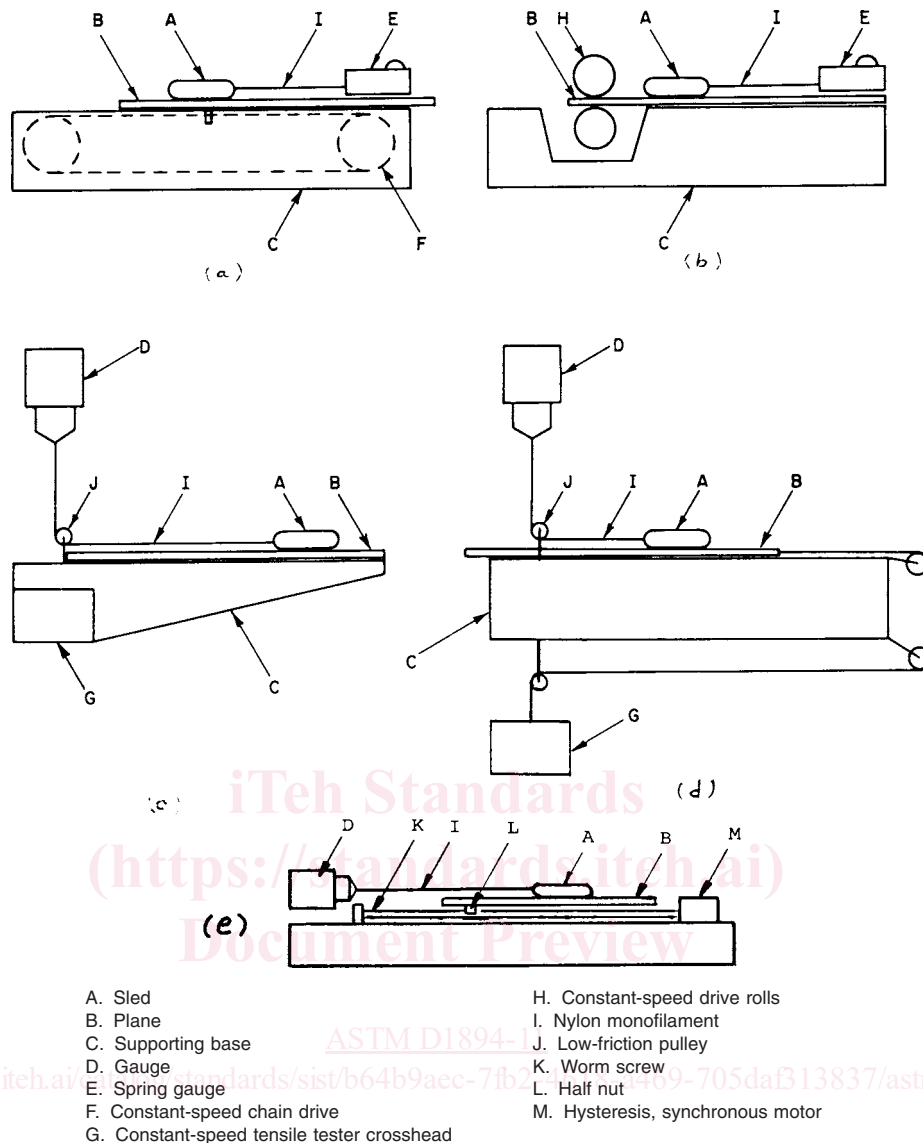 B A I E
B H A I E
C F
C
(a)
(b)
D
D
J I A B
J I A B
G C
C
G
(c)
(d)
iTeh Standards
D K I L A B M
(https://standards.iteh.ai)
(e)
Document Preview
A. Sled
B. Plane
C. Supporting base
D. Gauge
E. Spring gauge
F. Constant-speed chain drive
G. Constant-speed tensile tester crosshead
H. Constant-speed drive rolls
I. Nylon monofilament
J. Low-friction pulley
K. Worm screw
L. Half nut
M. Hysteresis, synchronous motor
ASTM D1894-11